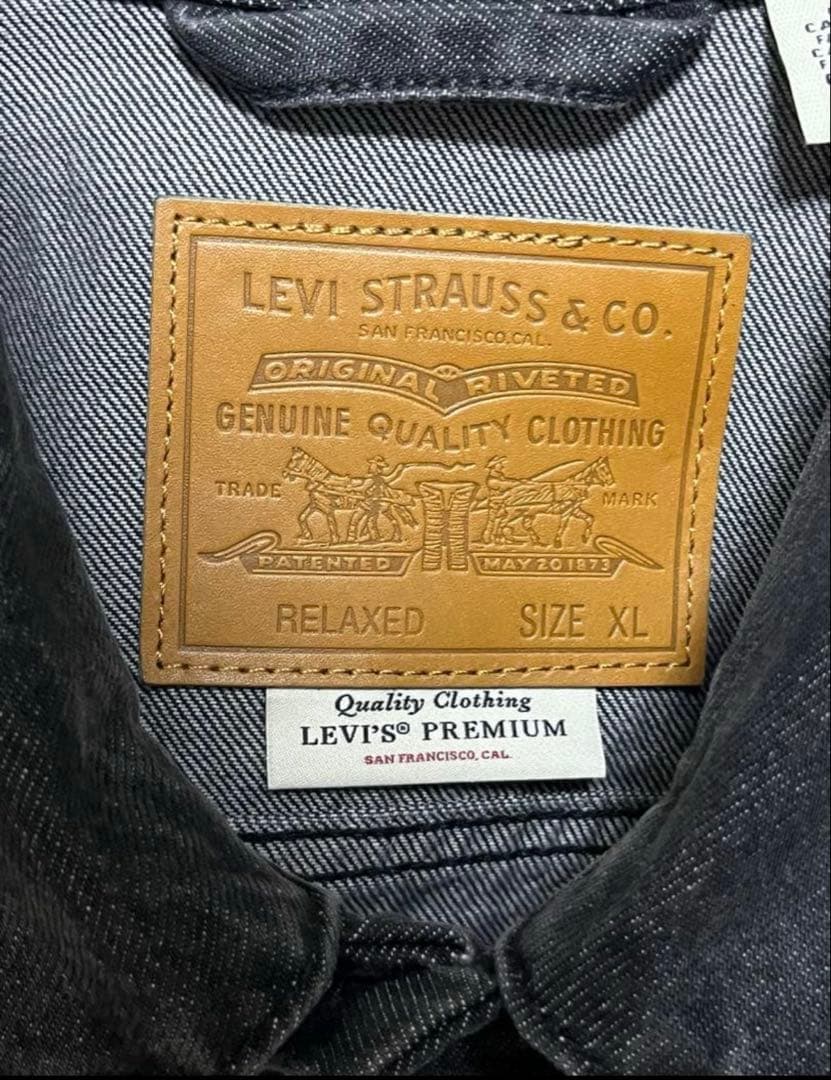 LEVI STRAUSS & CO.
SAN FRANCISCO, CAL.
ORIGINAL RIVETED
GENUINE QUALITY CLOTHING
TRADE MARK
PATENTED MAY 20 1873
RELAXED SIZE XL
Quality Clothing
LEVI'S® PREMIUM
SAN FRANCISCO, CAL.